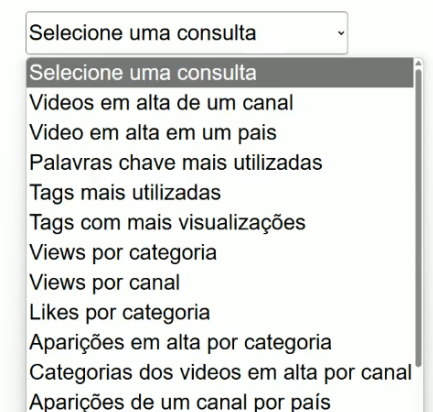 Selecione uma consulta
Selecione uma consulta
Videos em alta de um canal
Video em alta em um pais
Palavras chave mais utilizadas
Tags mais utilizadas
Tags com mais visualizações
Views por categoria
Views por canal
Likes por categoria
Aparições em alta por categoria
Categorias dos videos em alta por canal
Aparições de um canal por país